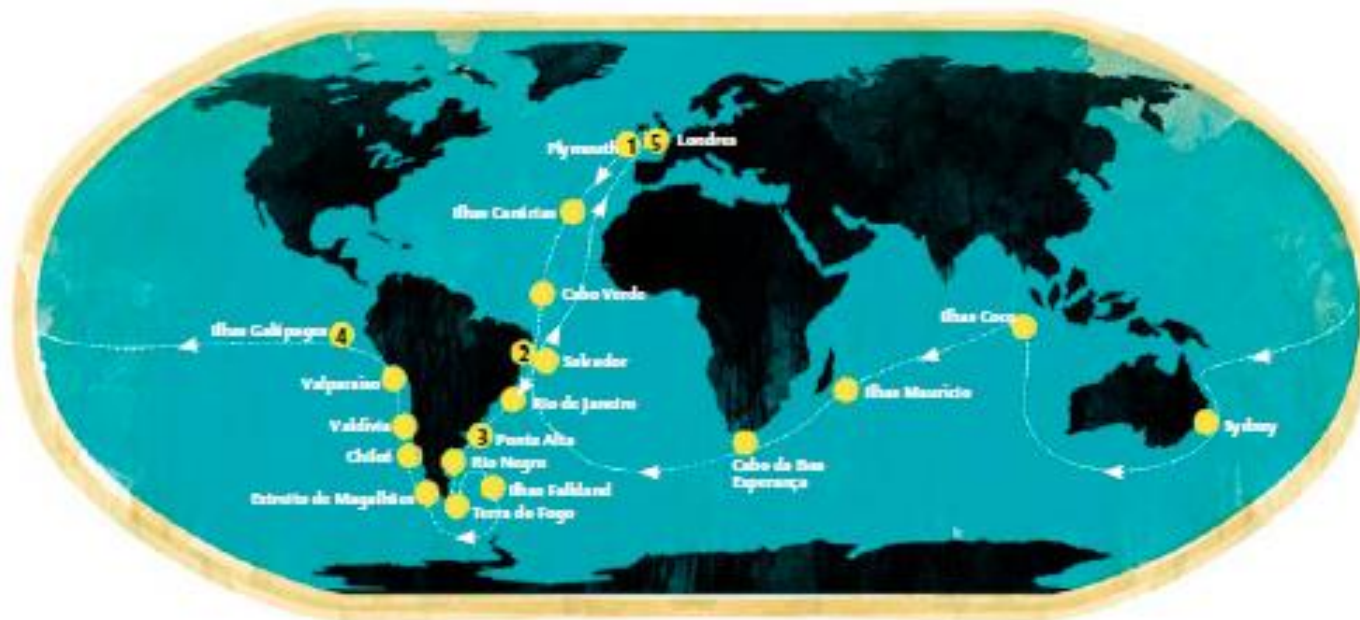 Plymouth
1
5
Londres
Ilhas Canárias
Cabo Verde
Ilhas Galápagos
4
2
Salvador
Ilhas Coco
Valparaíso
Rio de Janeiro
Ilhas Maurício
Valdívia
3
Ponta Alta
Sydney
Chiloé
Rio Negro
Cabo da Boa
Esperança
Estreito de Magalhães
Ilhas Falkland
Terra do Fogo